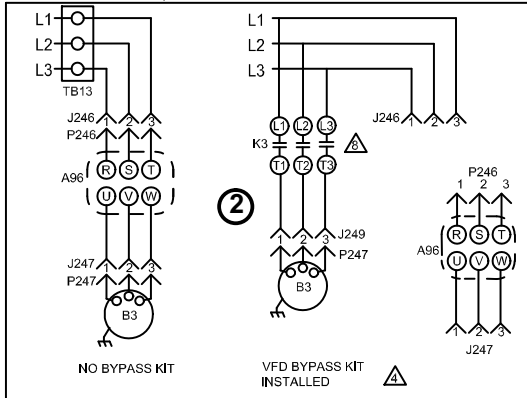 L1
L2
L3
TB13
J246 1 2 3
P246
A96 R S T
U V W
J247 1 2 3
P247
B3
NO BYPASS KIT
2
L1
L2
L3
J246 1 2 3
L1 L2 L3
K3 8
T1 T2 T3
J249
1 2 3
P247
B3
VFD BYPASS KIT
INSTALLED 4
P246
1 2 3
A96 R S T
U V W
1 2 3
J247